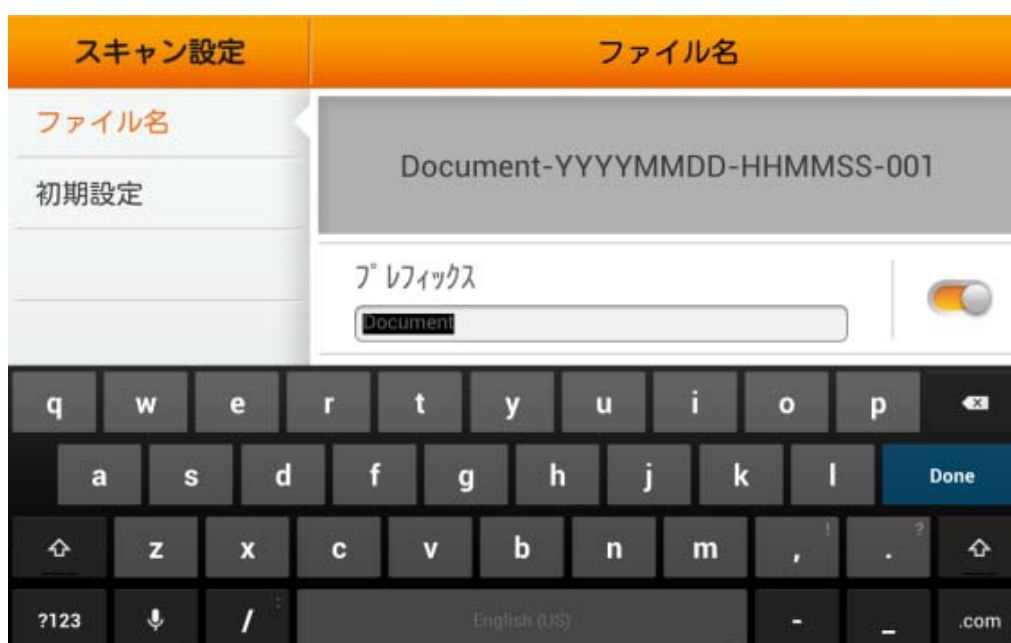 スキャン設定
ファイル名
ファイル名
初期設定
Document-YYYYMMDD-HHMMSS-001
プレフィックス
Document
q w e r t y u i o p
a s d f g h j k l Done
z x c v b n m , ! . ?
?123 / : English (US) - _ .com